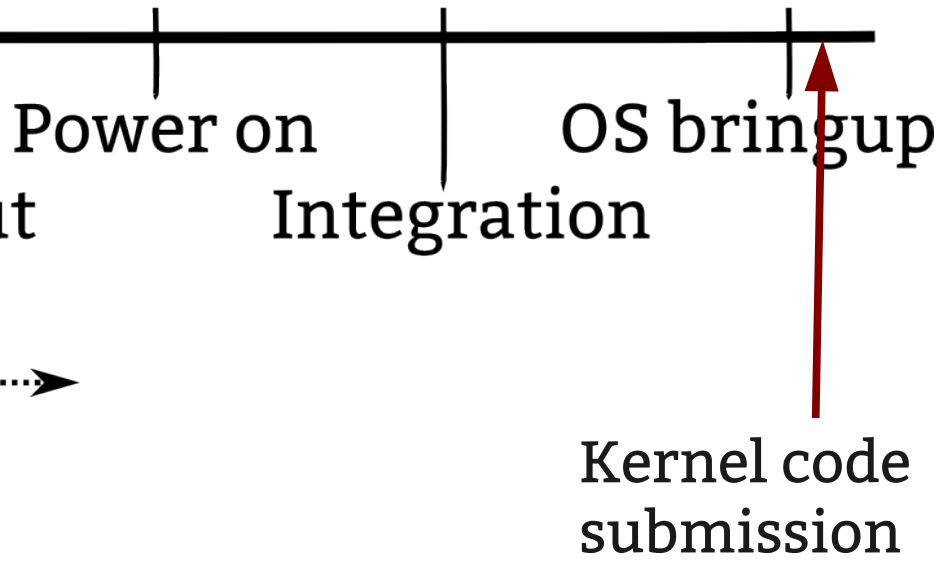 Power on
OS bringup
Integration
Kernel code
submission